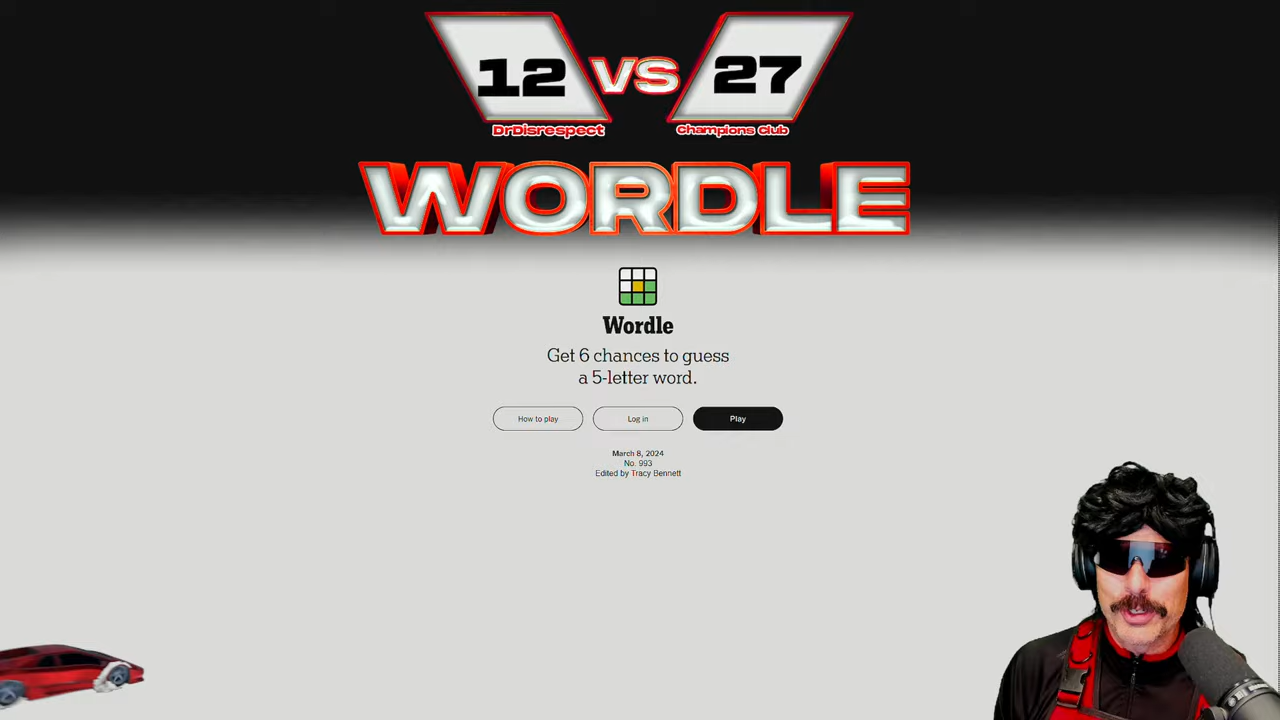 12 VS 27
DrDisrespect Champions Club
WORDLE
Wordle
Get 6 chances to guess
a 5-letter word.
How to play Log in Play
March 8, 2024
No. 993
Edited by Tracy Bennett